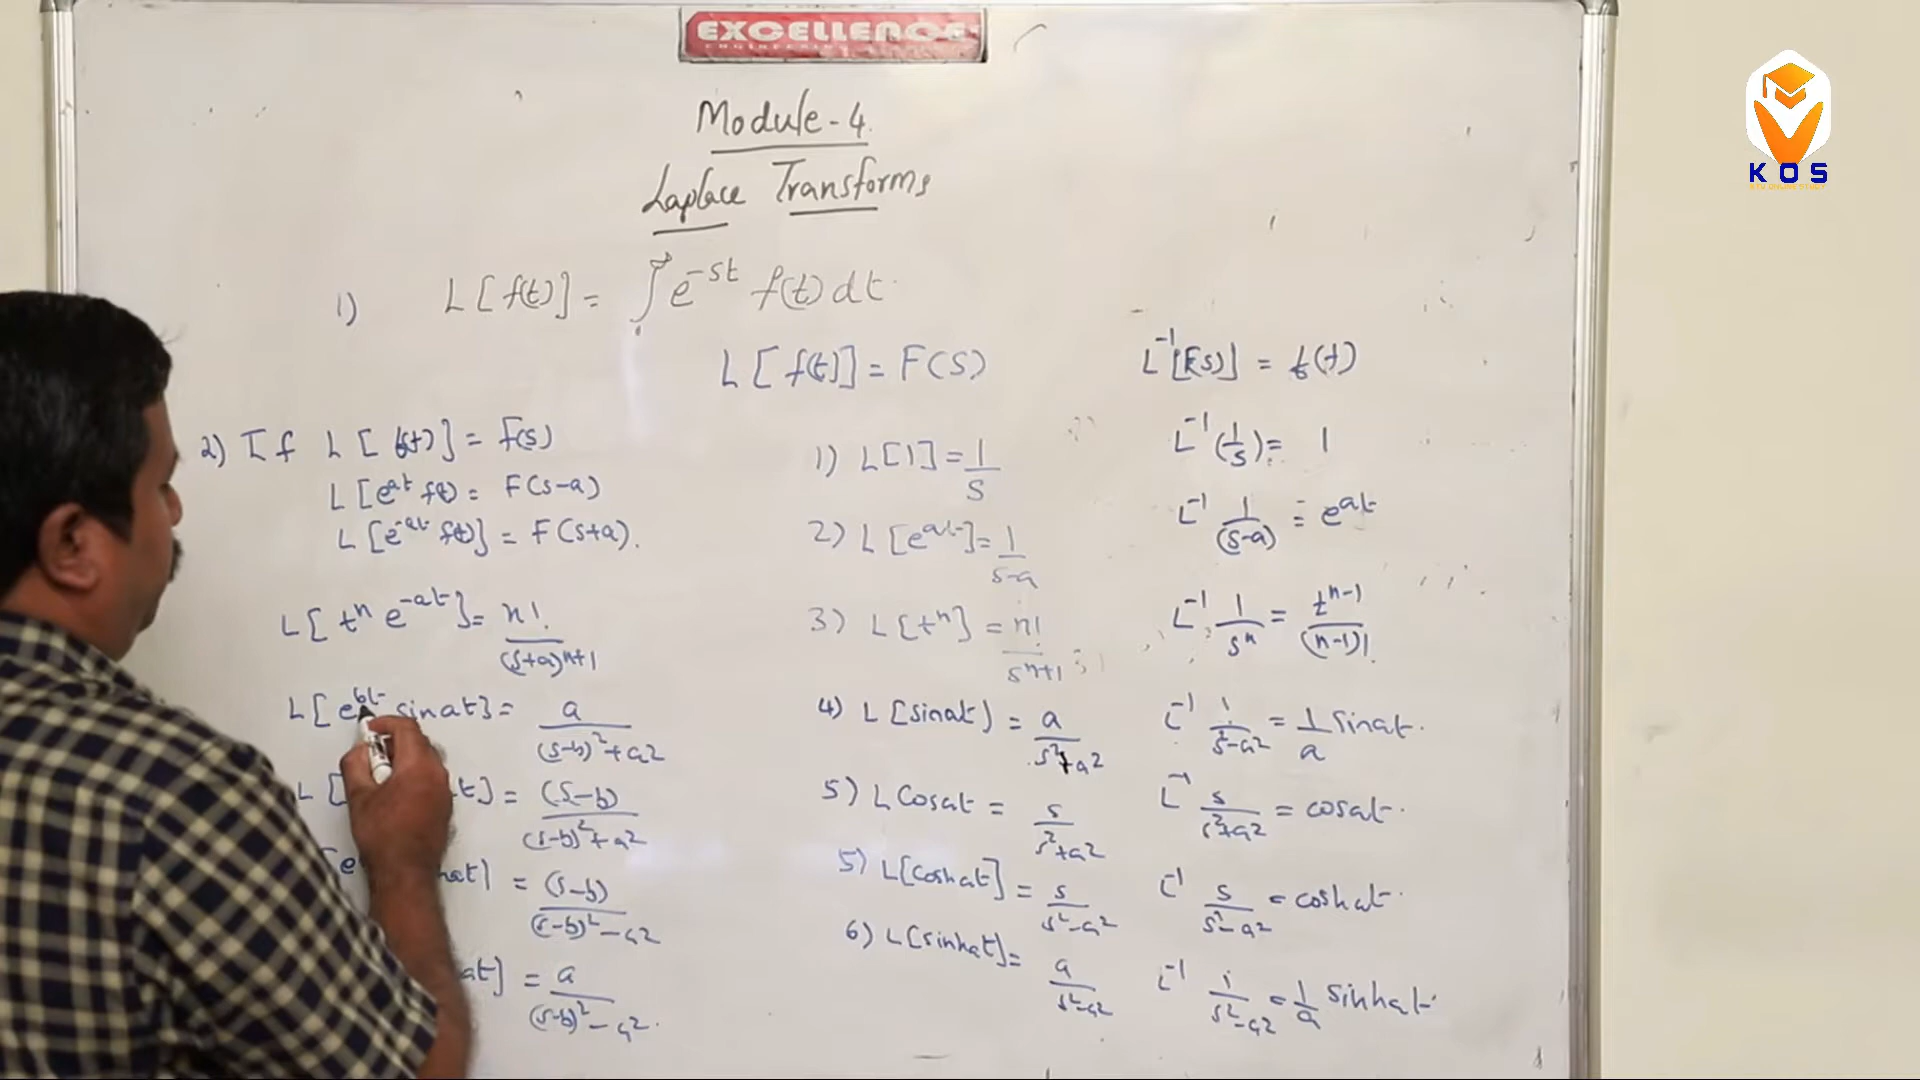 EXCELLENCE
ENGINEERING
KOS
KTU ONLINE STUDY
Module-4.
Laplace Transforms
1) L[f(t)] = ∫ e^-st f(t) dt.
L[f(t)] = F(S)
L^-1[F(s)] = f(t)
2) If L[f(t)] = F(s)
L[e^at f(t) = F(s-a)
L[e^-at f(t)] = F(s+a).
L[t^n e^-at] = n!/(s+a)^n+1
L[e^bt sinat] = a/((s-b)^2+a^2)
L[ t] = (s-b)/((s-b)^2+a^2)
[e hat] = (s-b)/((s-b)^2-a^2)
at] = a/((s-b)^2-a^2).
1) L[1] = 1/S
2) L[e^at] = 1/(s-a)
3) L[t^n] = n!/s^n+1
4) L[sinat) = a/(s^2+a^2)
5) L Cosat = s/(s^2+a^2)
5) L[coshat] = s/(s^2-a^2)
6) L[sinhat] = a/(s^2-a^2)
L^-1(1/s) = 1
L^-1 1/(s-a) = e^at
L^-1 1/s^n = t^n-1/(n-1)!
L^-1 1/(s^2-a^2) = 1/a sinat.
L^-1 s/(s^2+a^2) = cosat.
L^-1 s/(s^2-a^2) = coshat.
L^-1 1/(s^2-a^2) = 1/a sinhat.